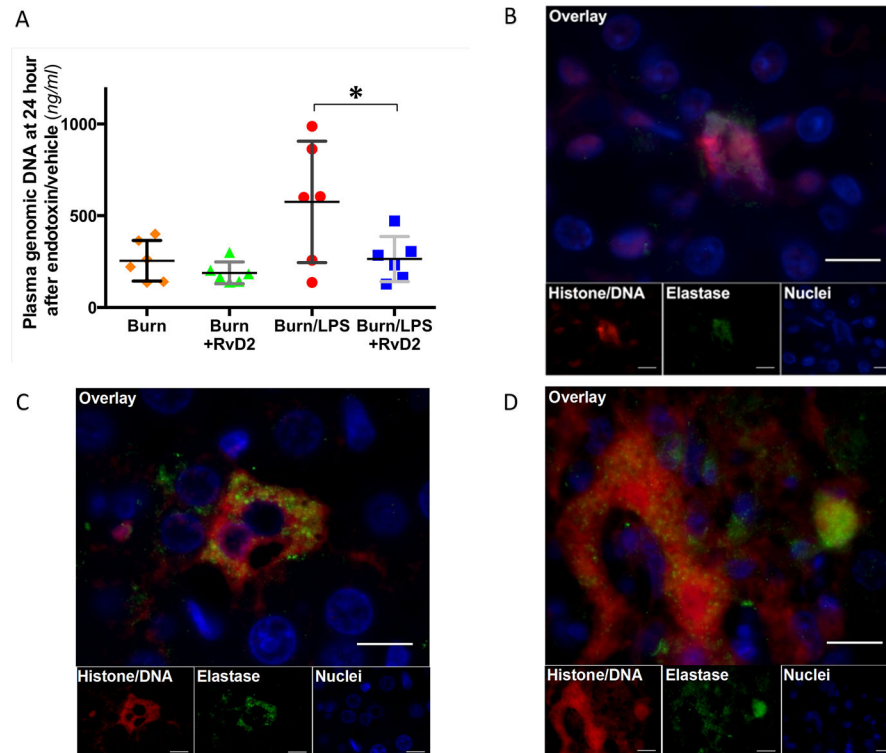 A
Plasma genomic DNA at 24 hour
after endotoxin/vehicle (ng/ml)
1000
500
0
*
Burn
Burn
+RvD2
Burn/LPS
Burn/LPS
+RvD2
B
Overlay
Histone/DNA
Elastase
Nuclei
C
Overlay
Histone/DNA
Elastase
Nuclei
D
Overlay
Histone/DNA
Elastase
Nuclei